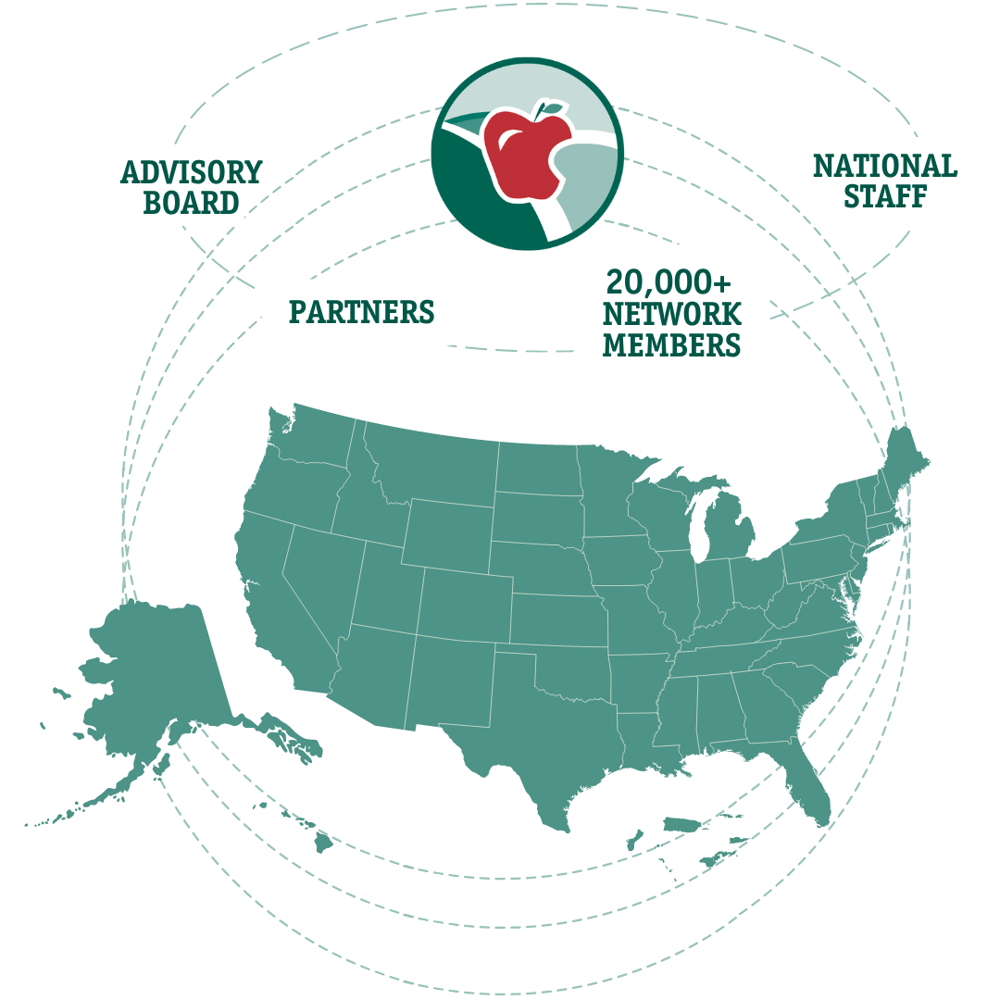 ADVISORY
BOARD
NATIONAL
STAFF
PARTNERS
20,000+
NETWORK
MEMBERS